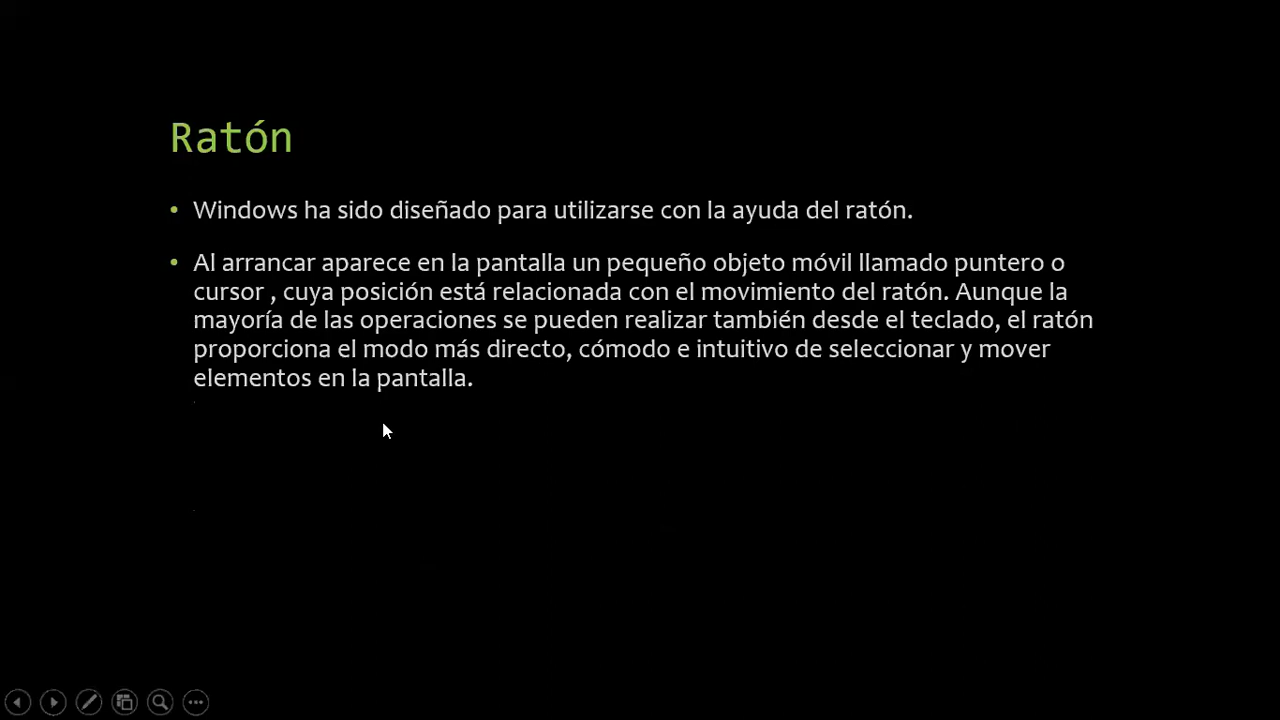 Ratón
• Windows ha sido diseñado para utilizarse con la ayuda del ratón.
• Al arrancar aparece en la pantalla un pequeño objeto móvil llamado puntero o
cursor , cuya posición está relacionada con el movimiento del ratón. Aunque la
mayoría de las operaciones se pueden realizar también desde el teclado, el ratón
proporciona el modo más directo, cómodo e intuitivo de seleccionar y mover
elementos en la pantalla.